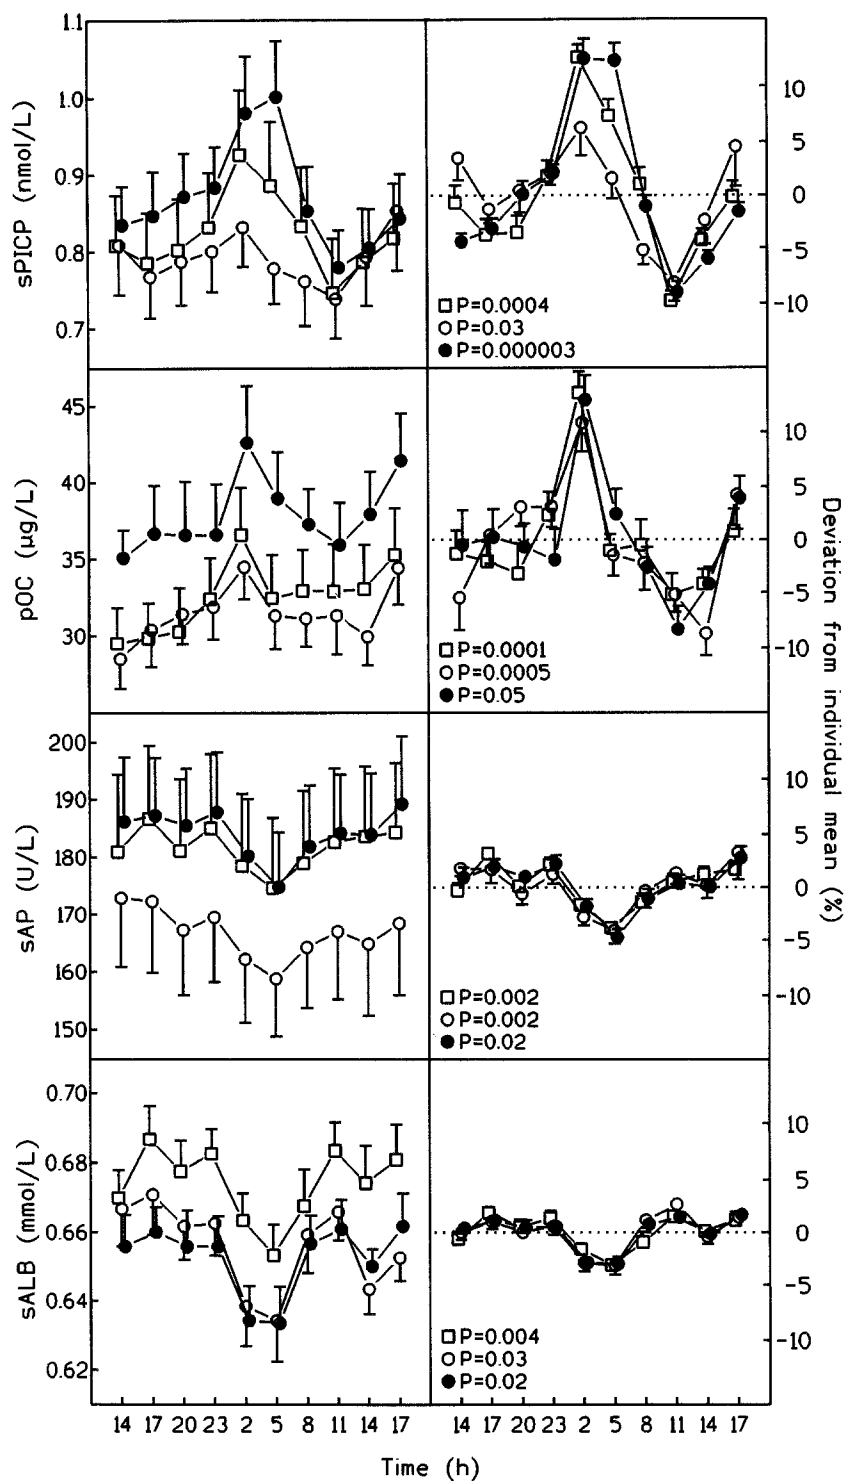 sPICP (nmol/L)
1.1
1.0
0.9
0.8
0.7
P=0.0004
P=0.03
P=0.000003
10
5
0
-5
-10
pOC (μg/L)
45
40
35
30
P=0.0001
P=0.0005
P=0.05
10
5
0
-5
-10
sAP (U/L)
200
190
180
170
160
150
P=0.002
P=0.002
P=0.02
10
5
0
-5
-10
sALB (mmol/L)
0.70
0.68
0.66
0.64
0.62
P=0.004
P=0.03
P=0.02
10
5
0
-5
-10
Deviation from individual mean (%)
14 17 20 23 2 5 8 11 14 17
14 17 20 23 2 5 8 11 14 17
Time (h)